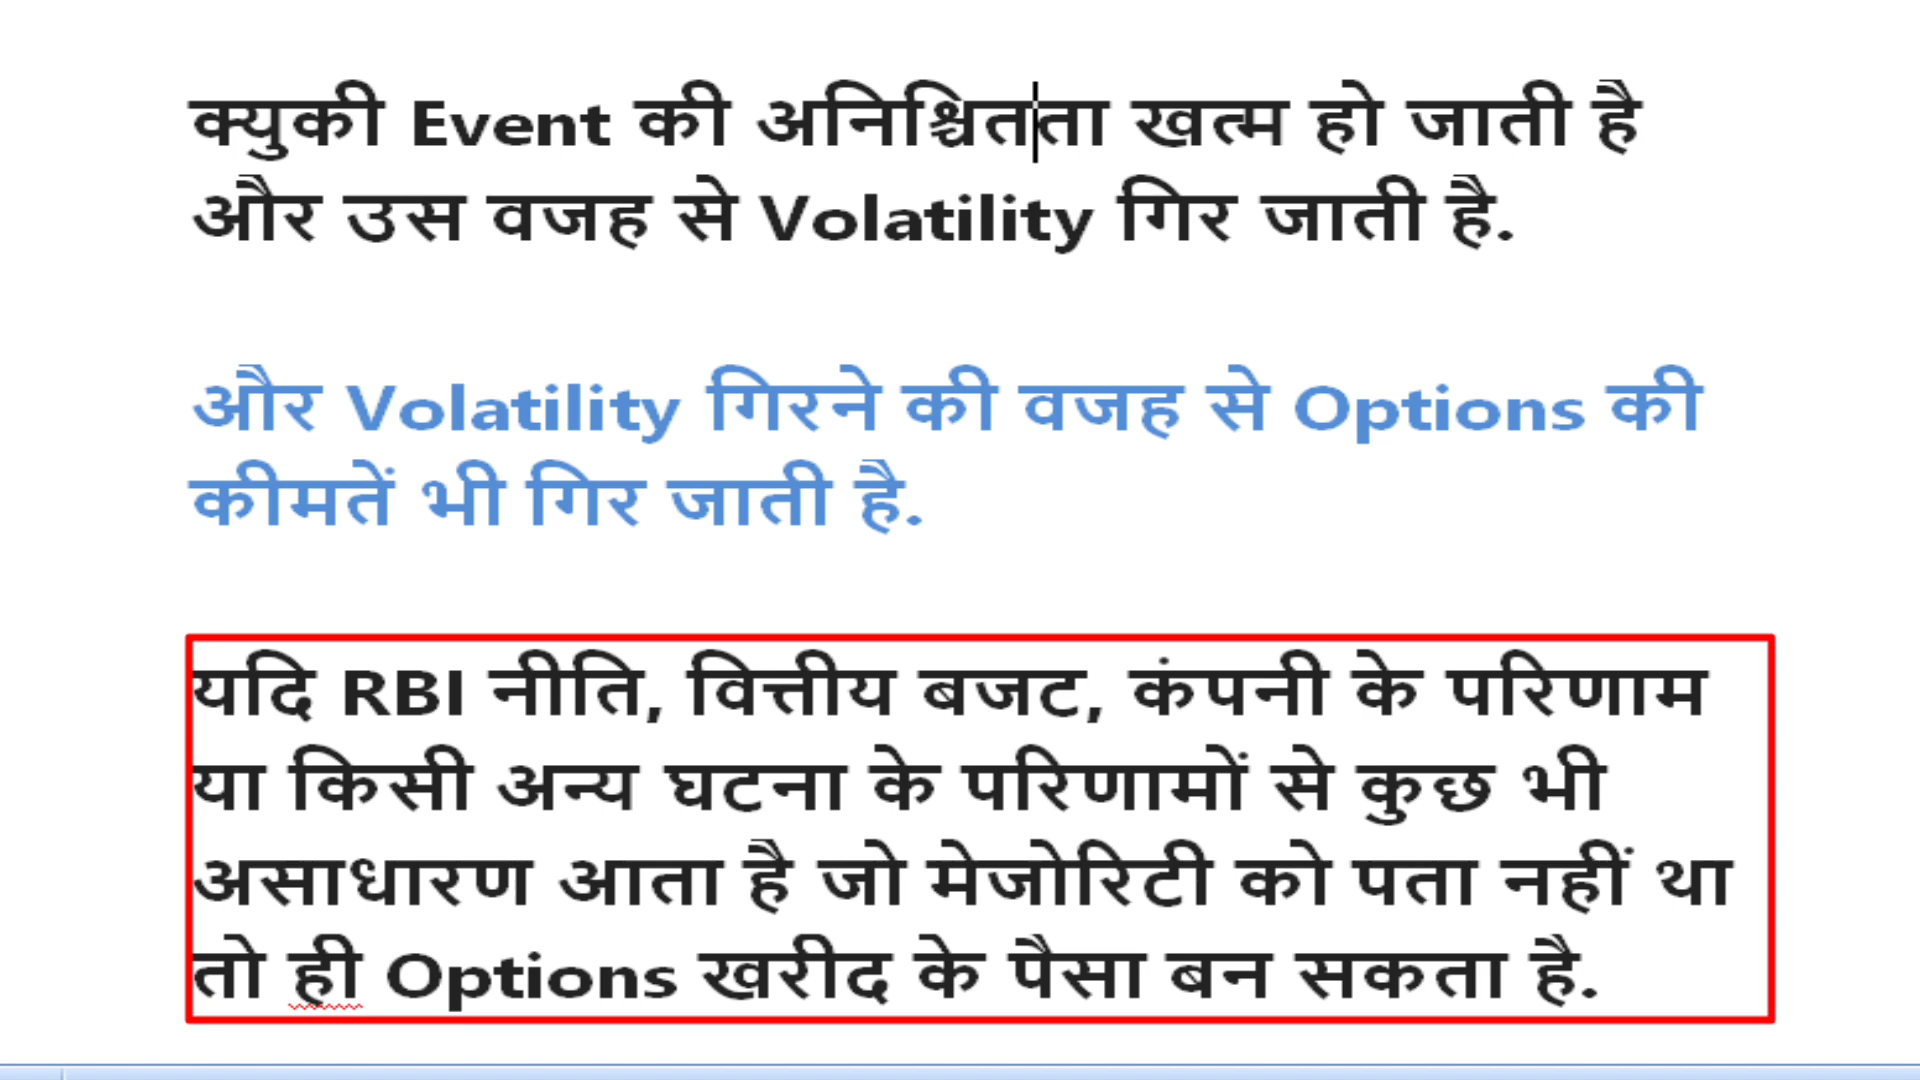 क्युकी Event की अनिश्चितता खत्म हो जाती है
और उस वजह से Volatility गिर जाती है.
और Volatility गिरने की वजह से Options की
कीमतें भी गिर जाती है.
यदि RBI नीति, वित्तीय बजट, कंपनी के परिणाम
या किसी अन्य घटना के परिणामों से कुछ भी
असाधारण आता है जो मेजोरिटी को पता नहीं था
तो ही Options खरीद के पैसा बन सकता है.